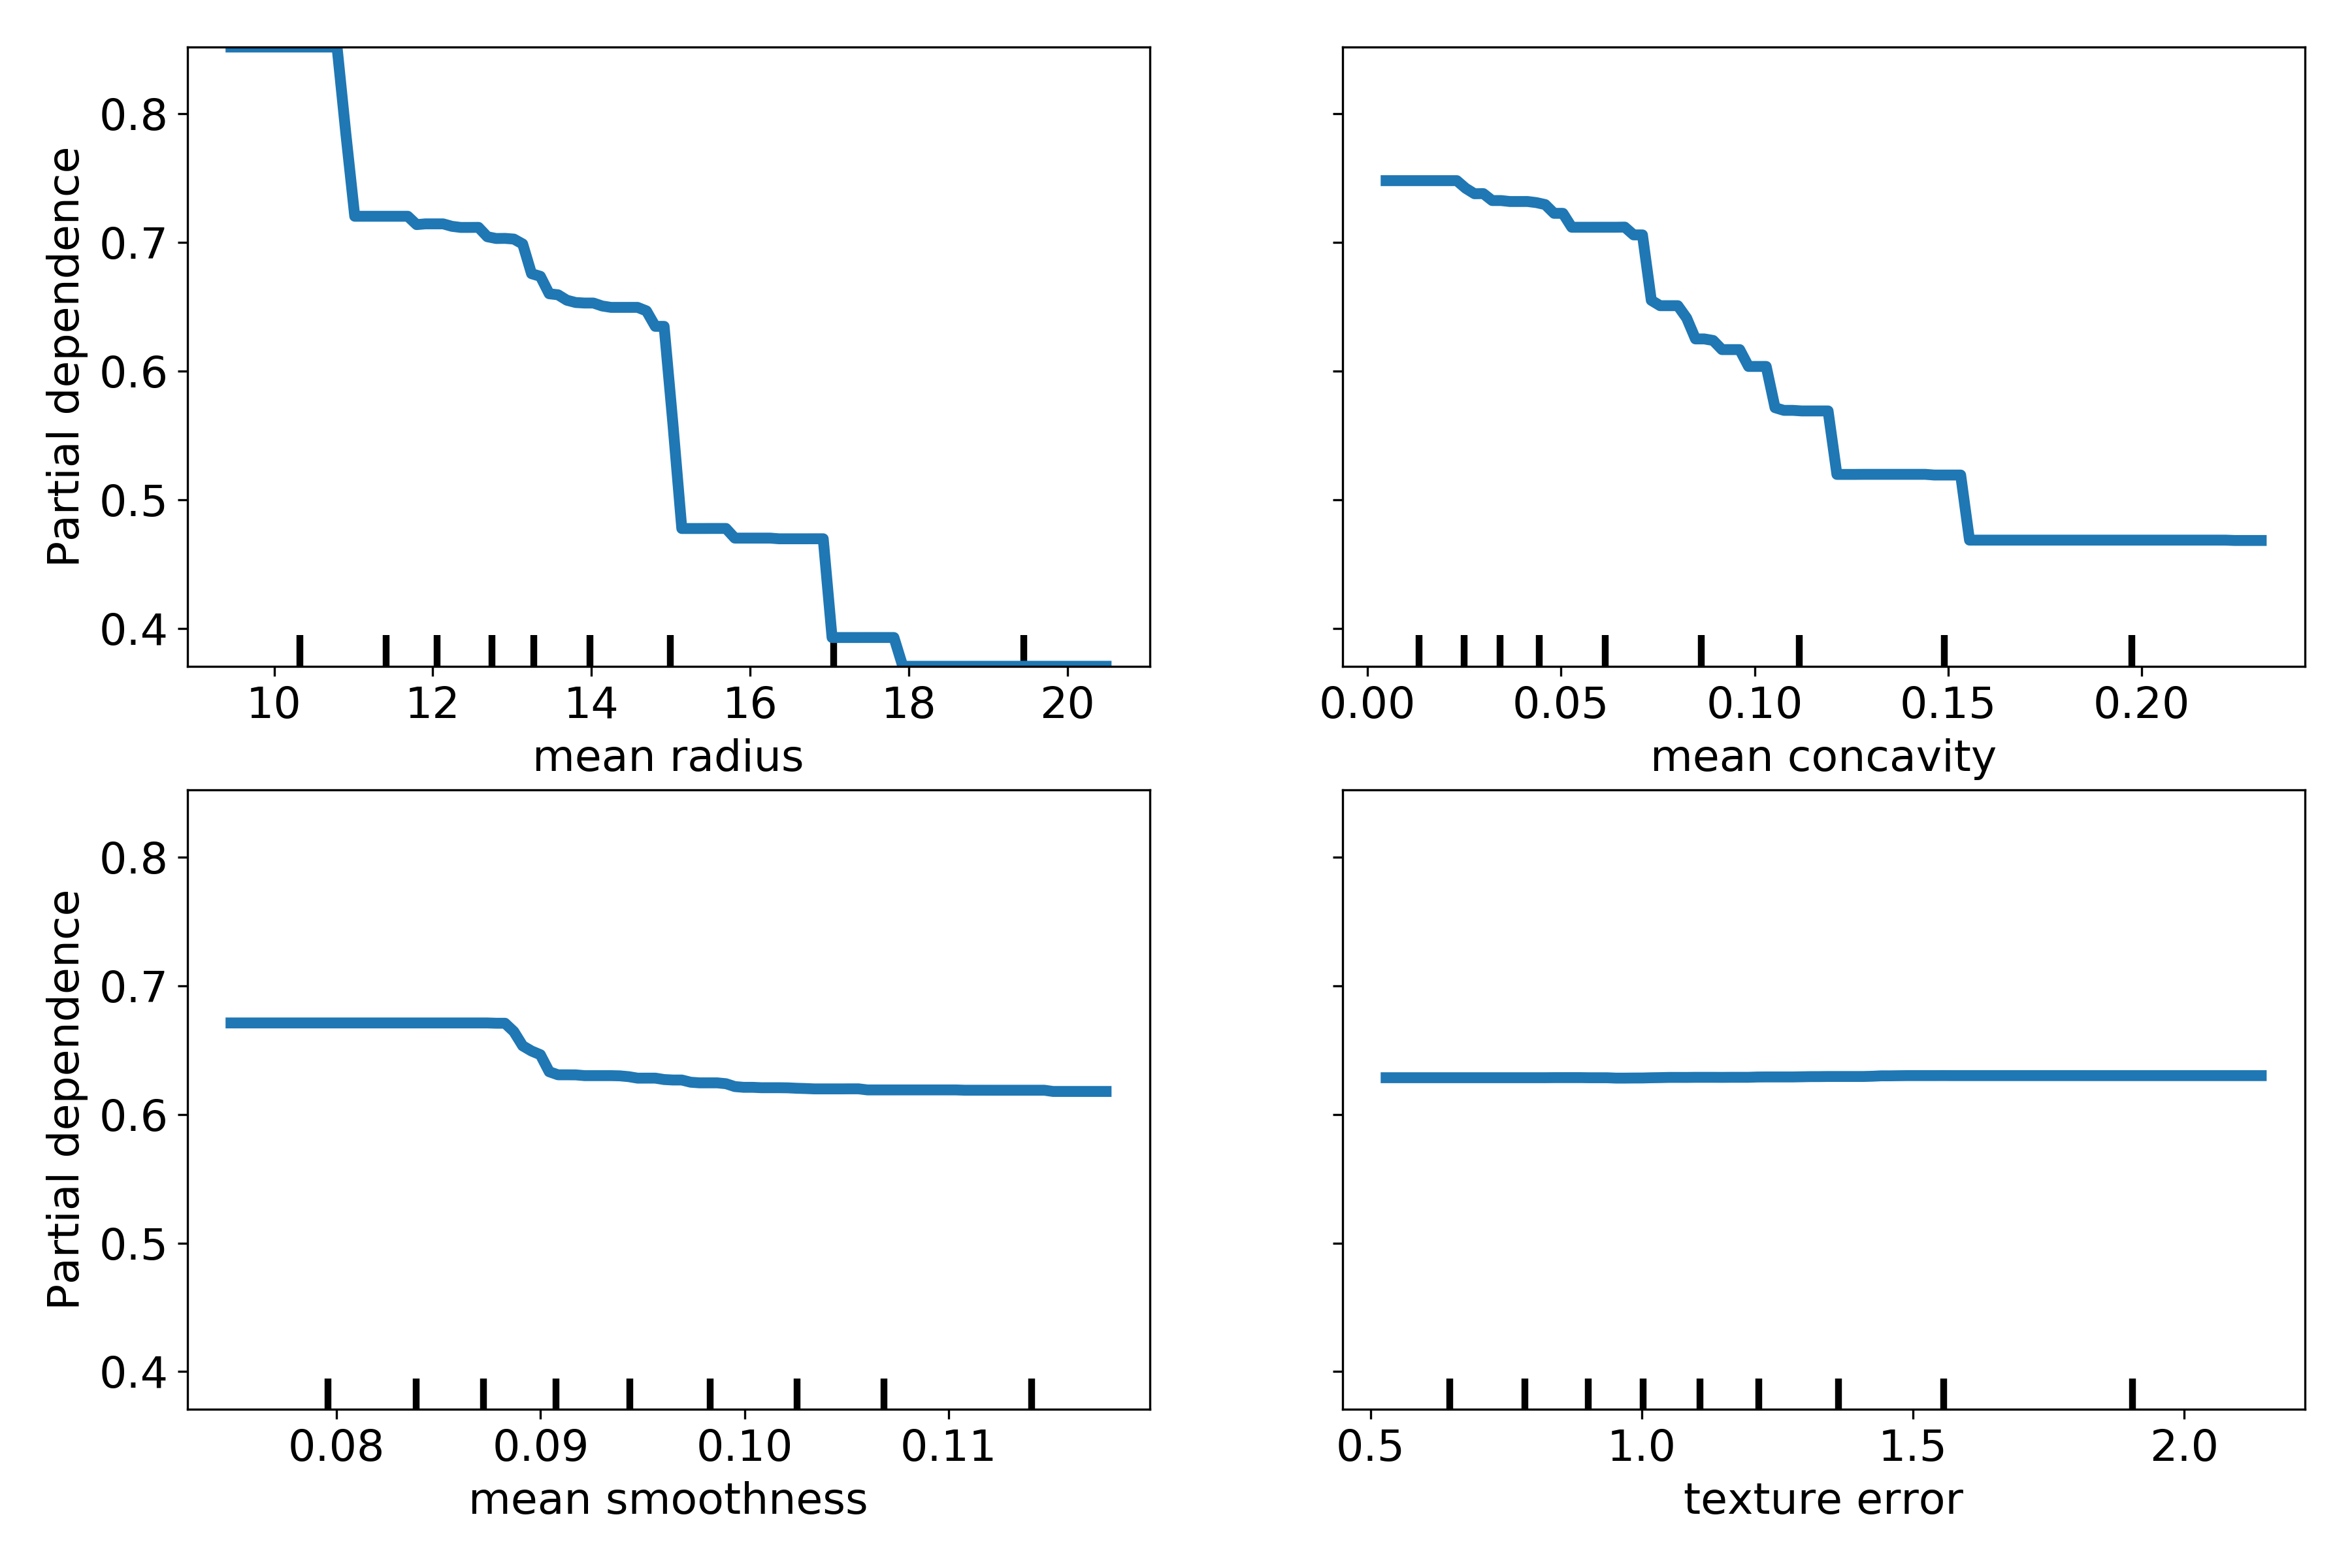 Partial dependence
0.8
0.7
0.6
0.5
0.4
10 12 14 16 18 20
mean radius
0.00 0.05 0.10 0.15 0.20
mean concavity
Partial dependence
0.8
0.7
0.6
0.5
0.4
0.08 0.09 0.10 0.11
mean smoothness
0.5 1.0 1.5 2.0
texture error